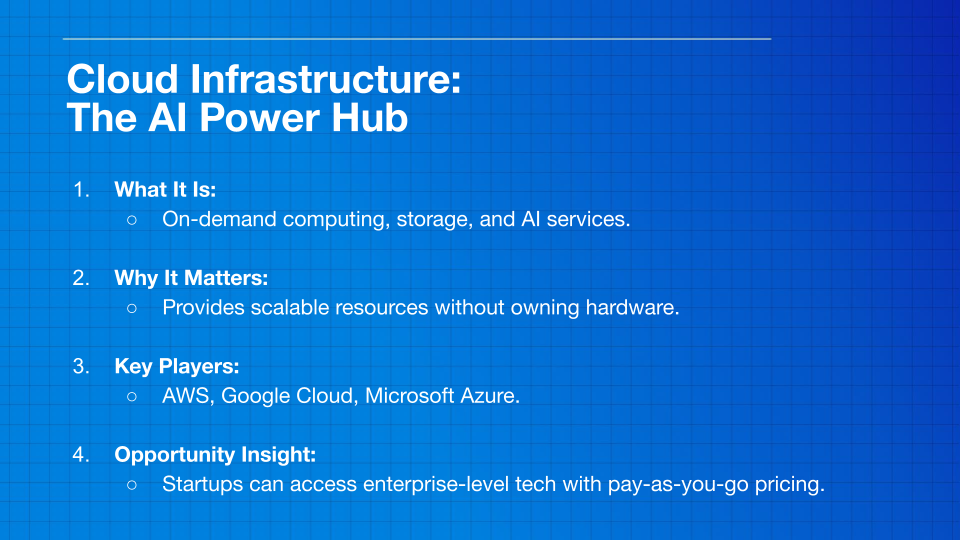 Cloud Infrastructure:
The AI Power Hub
1. What It Is:
○ On-demand computing, storage, and AI services.
2. Why It Matters:
○ Provides scalable resources without owning hardware.
3. Key Players:
○ AWS, Google Cloud, Microsoft Azure.
4. Opportunity Insight:
○ Startups can access enterprise-level tech with pay-as-you-go pricing.